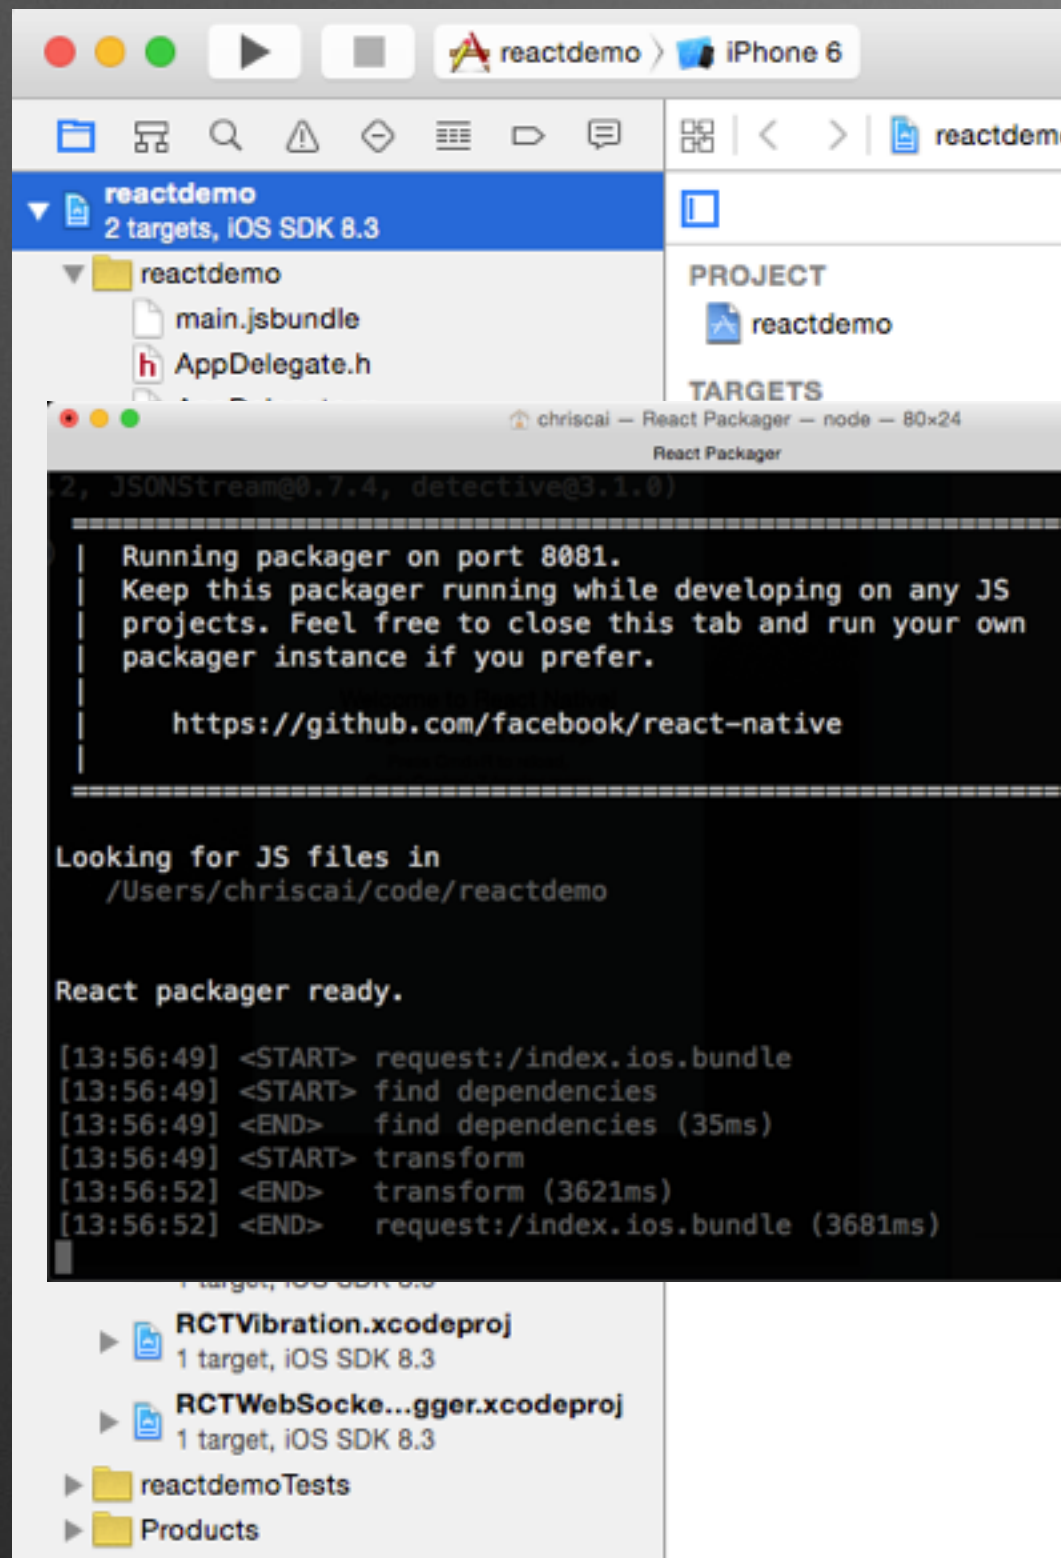 reactdemo iPhone 6
reactdem
reactdemo
2 targets, iOS SDK 8.3
reactdemo
main.jsbundle
AppDelegate.h
PROJECT
reactdemo
TARGETS
chriscai — React Packager — node — 80×24
React Packager
.2, JSONStream@0.7.4, detective@3.1.0)
============================================================
| Running packager on port 8081.
| Keep this packager running while developing on any JS
| projects. Feel free to close this tab and run your own
| packager instance if you prefer.
|
| https://github.com/facebook/react-native
|
============================================================
Looking for JS files in
/Users/chriscai/code/reactdemo
React packager ready.
[13:56:49] <START> request:/index.ios.bundle
[13:56:49] <START> find dependencies
[13:56:49] <END> find dependencies (35ms)
[13:56:49] <START> transform
[13:56:52] <END> transform (3621ms)
[13:56:52] <END> request:/index.ios.bundle (3681ms)
1 target, iOS SDK 8.3
RCTVibration.xcodeproj
1 target, iOS SDK 8.3
RCTWebSocke...gger.xcodeproj
1 target, iOS SDK 8.3
reactdemoTests
Products